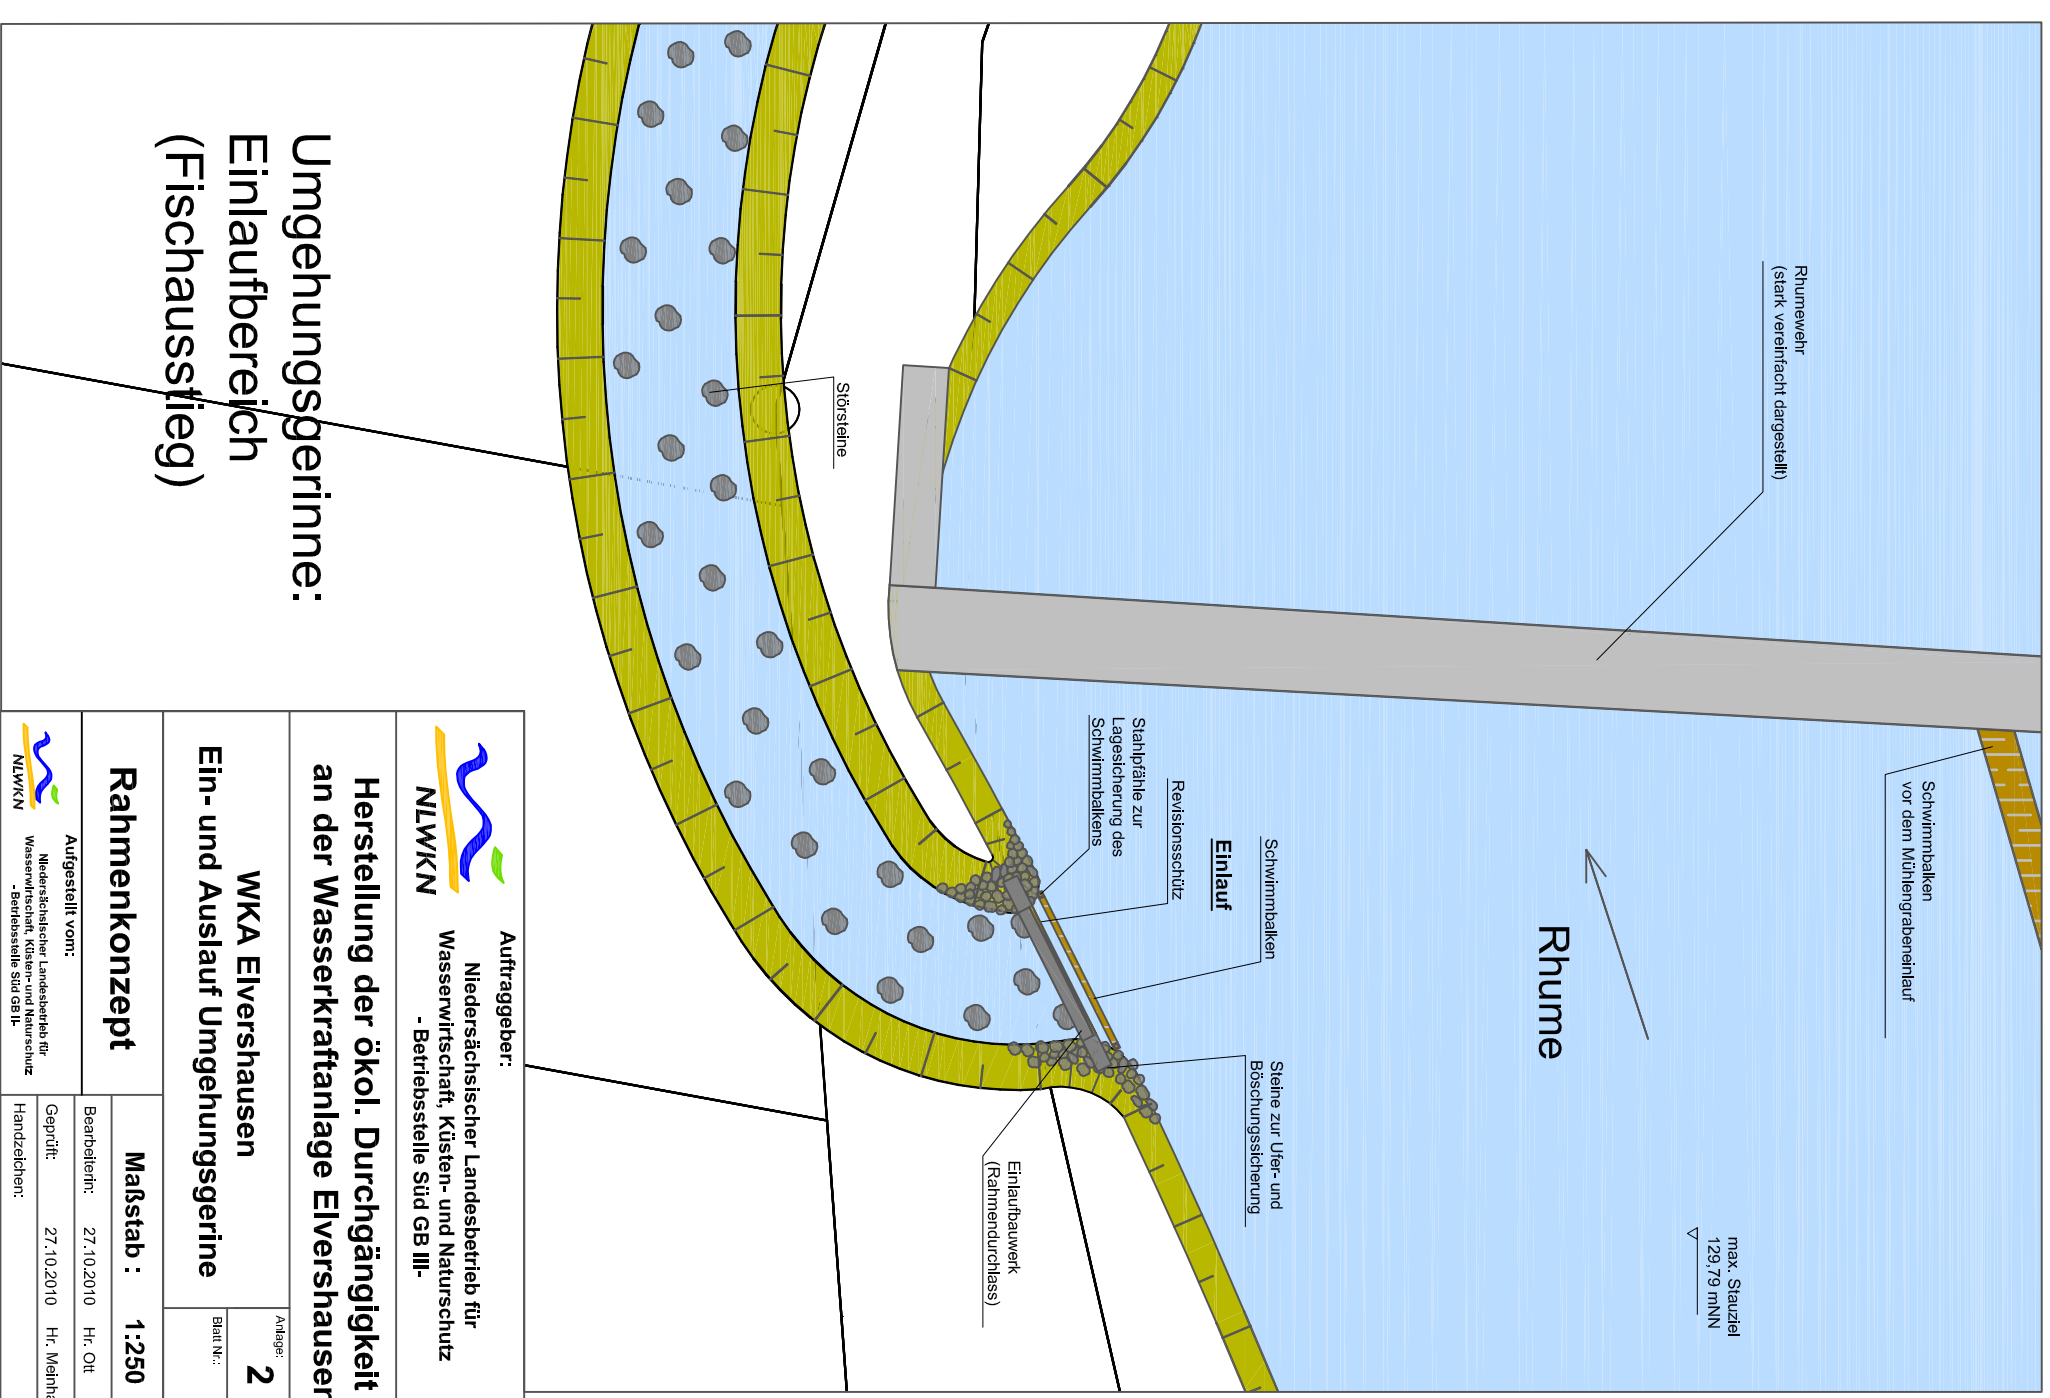 Rhumewehr
(stark vereinfacht dargestellt)
Schwimmbalken
vor dem Mühlengrabeneinlauf
Rhume
max. Stauziel
129,79 mNN
Störsteine
Stahlpfähle zur
Lagesicherung des
Schwimmbalkens
Revisionsschütz
Einlauf
Schwimmbalken
Steine zur Ufer- und
Böschungssicherung
Einlaufbauwerk
(Rahmendurchlass)
Umgehungsgerinne:
Einlaufbereich
(Fischausstieg)
NLWKN
Auftraggeber:
Niedersächsischer Landesbetrieb für
Wasserwirtschaft, Küsten- und Naturschutz
- Betriebsstelle Süd GB III-
Herstellung der ökol. Durchgängigkeit
an der Wasserkraftanlage Elvershausen
WKA Elvershausen
Ein- und Auslauf Umgehungsgerine
Anlage:
2
Blatt Nr.:
Rahmenkonzept
Maßstab : 1:250
NLWKN
Aufgestellt vom:
Niedersächsischer Landesbetrieb für
Wasserwirtschaft, Küsten- und Naturschutz
- Betriebsstelle Süd GB II-
Bearbeiterin: 27.10.2010 Hr. Ott
Geprüft: 27.10.2010 Hr.
Handzeichen: